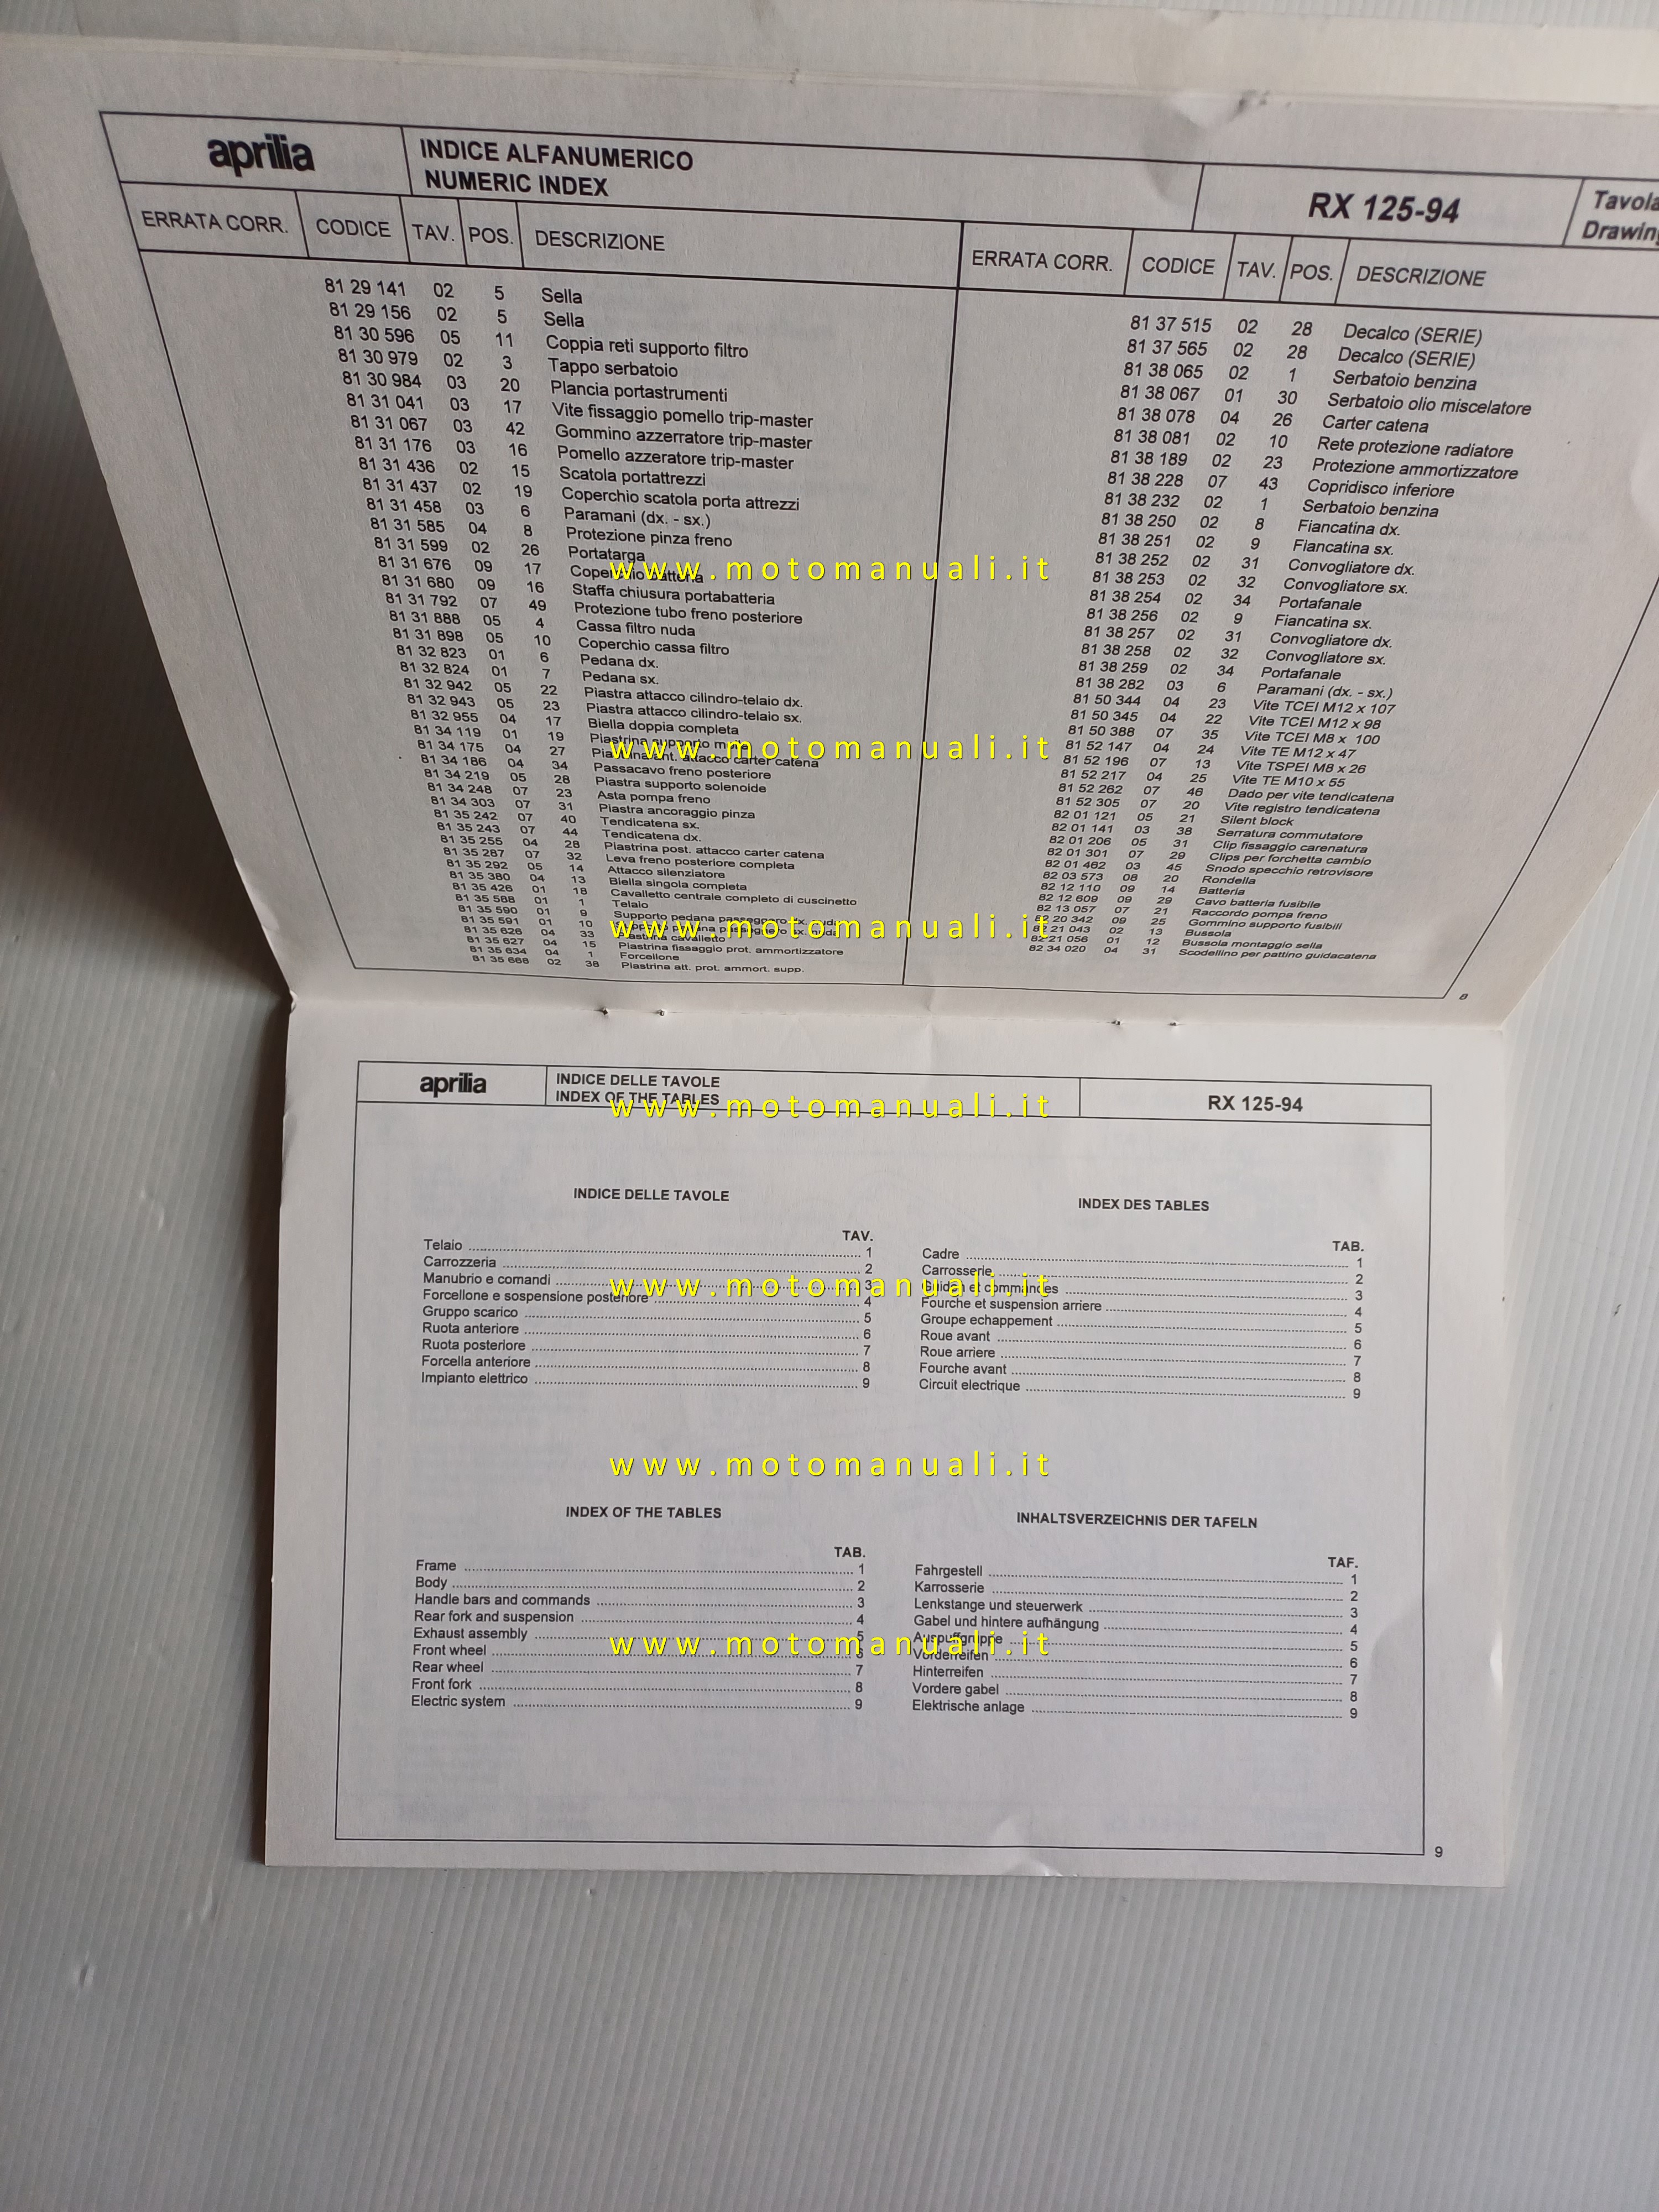 aprilia
INDICE ALFANUMERICO
NUMERIC INDEX
RX 125-94
Tavola
Drawing
ERRATA CORR. CODICE TAV. POS. DESCRIZIONE
81 29 141 02 5 Sella
81 29 156 02 5 Sella
81 30 596 05 11 Coppia reti supporto filtro
81 30 979 02 3 Tappo serbatoio
81 30 984 03 20 Plancia portastrumenti
81 31 041 03 17 Vite fissaggio pomello trip-master
81 31 067 03 42 Gommino azzerratore trip-master
81 31 176 03 16 Pomello azzeratore trip-master
81 31 436 02 15 Scatola portattrezzi
81 31 437 02 19 Coperchio scatola porta attrezzi
81 31 458 03 6 Paramani (dx. - sx.)
81 31 585 04 8 Protezione pinza freno
81 31 599 02 26 Portatarga
81 31 676 09 17 Coperchio batteria
81 31 680 09 16 Staffa chiusura portabatteria
81 31 792 07 49 Protezione tubo freno posteriore
81 31 888 05 4 Cassa filtro nuda
81 31 898 05 10 Coperchio cassa filtro
81 32 823 01 6 Pedana dx.
81 32 824 01 7 Pedana sx.
81 32 942 05 22 Piastra attacco cilindro-telaio dx.
81 32 943 05 23 Piastra attacco cilindro-telaio sx.
81 32 955 04 17 Biella doppia completa
81 34 119 01 19 Piastrina supporto
81 34 175 04 27 Piastrina ant. attacco carter catena
81 34 186 04 34 Passacavo freno posteriore
81 34 219 05 28 Piastra supporto solenoide
81 34 248 07 23 Asta pompa freno
81 34 303 07 31 Piastra ancoraggio pinza
81 35 242 07 40 Tendicatena sx.
81 35 243 07 44 Tendicatena dx.
81 35 255 04 28 Piastrina post. attacco carter catena
81 35 287 07 32 Leva freno posteriore completa
81 35 292 05 14 Attacco silenziatore
81 35 380 04 13 Biella singola completa
81 35 426 01 18 Cavalletto centrale completo di cuscinetto
81 35 588 01 1 Telaio
81 35 590 01 9 Supporto pedana passeggero dx. nuda
81 35 591 01 10 Supporto pedana passeggero sx. nuda
81 35 626 04 33 Piastrina cavalletto
81 35 627 04 15 Piastrina fissaggio prot. ammortizzatore
81 35 634 04 1 Forcellone
81 35 668 02 38 Piastrina att. prot. ammort. supp.
ERRATA CORR. CODICE TAV. POS. DESCRIZIONE
81 37 515 02 28 Decalco (SERIE)
81 37 565 02 28 Decalco (SERIE)
81 38 065 02 1 Serbatoio benzina
81 38 067 01 30 Serbatoio olio miscelatore
81 38 078 04 26 Carter catena
81 38 081 02 10 Rete protezione radiatore
81 38 189 02 23 Protezione ammortizzatore
81 38 228 07 43 Copridisco inferiore
81 38 232 02 1 Serbatoio benzina
81 38 250 02 8 Fiancatina dx.
81 38 251 02 9 Fiancatina sx.
81 38 252 02 31 Convogliatore dx.
81 38 253 02 32 Convogliatore sx.
81 38 254 02 34 Portafanale
81 38 256 02 9 Fiancatina sx.
81 38 257 02 31 Convogliatore dx.
81 38 258 02 32 Convogliatore sx.
81 38 259 02 34 Portafanale
81 38 282 03 6 Paramani (dx. - sx.)
81 50 344 04 23 Vite TCEI M12 x 107
81 50 345 04 22 Vite TCEI M12 x 98
81 50 388 07 35 Vite TCEI M8 x 100
81 52 147 04 24 Vite TE M12 x 47
81 52 196 07 13 Vite TSPEI M8 x 26
81 52 217 04 25 Vite TE M10 x 55
81 52 262 07 46 Dado per vite tendicatena
81 52 305 07 20 Vite registro tendicatena
82 01 121 05 21 Silent block
82 01 141 03 38 Serratura commutatore
82 01 206 05 31 Clip fissaggio carenatura
82 01 301 07 29 Clips per forchetta cambio
82 01 462 03 45 Snodo specchio retrovisore
82 03 573 08 20 Rondella
82 12 110 09 14 Batteria
82 12 609 09 29 Cavo batteria fusibile
82 13 057 07 21 Raccordo pompa freno
82 20 342 09 25 Gommino supporto fusibili
82 21 043 02 13 Bussola
82 21 056 01 12 Bussola montaggio sella
82 34 020 04 31 Scodellino per pattino guidacatena
8
aprilia
INDICE DELLE TAVOLE
INDEX OF THE TABLES
RX 125-94
INDICE DELLE TAVOLE
TAV.
Telaio 1
Carrozzeria 2
Manubrio e comandi 3
Forcellone e sospensione posteriore 4
Gruppo scarico 5
Ruota anteriore 6
Ruota posteriore 7
Forcella anteriore 8
Impianto elettrico 9
INDEX DES TABLES
TAB.
Cadre 1
Carrosserie 2
Guidon et commandes 3
Fourche et suspension arriere 4
Groupe echappement 5
Roue avant 6
Roue arriere 7
Fourche avant 8
Circuit electrique 9
INDEX OF THE TABLES
TAB.
Frame 1
Body 2
Handle bars and commands 3
Rear fork and suspension 4
Exhaust assembly 5
Front wheel 6
Rear wheel 7
Front fork 8
Electric system 9
INHALTSVERZEICHNIS DER TAFELN
TAF.
Fahrgestell 1
Karrosserie 2
Lenkstange und steuerwerk 3
Gabel und hintere aufhängung 4
Auspuffgruppe 5
Vorderreifen 6
Hinterreifen 7
Vordere gabel 8
Elektrische anlage 9
9
www.motomanuali.it
www.motomanuali.it
www.motomanuali.it
www.motomanuali.it
www.motomanuali.it
www.motomanuali.it
www.motomanuali.it